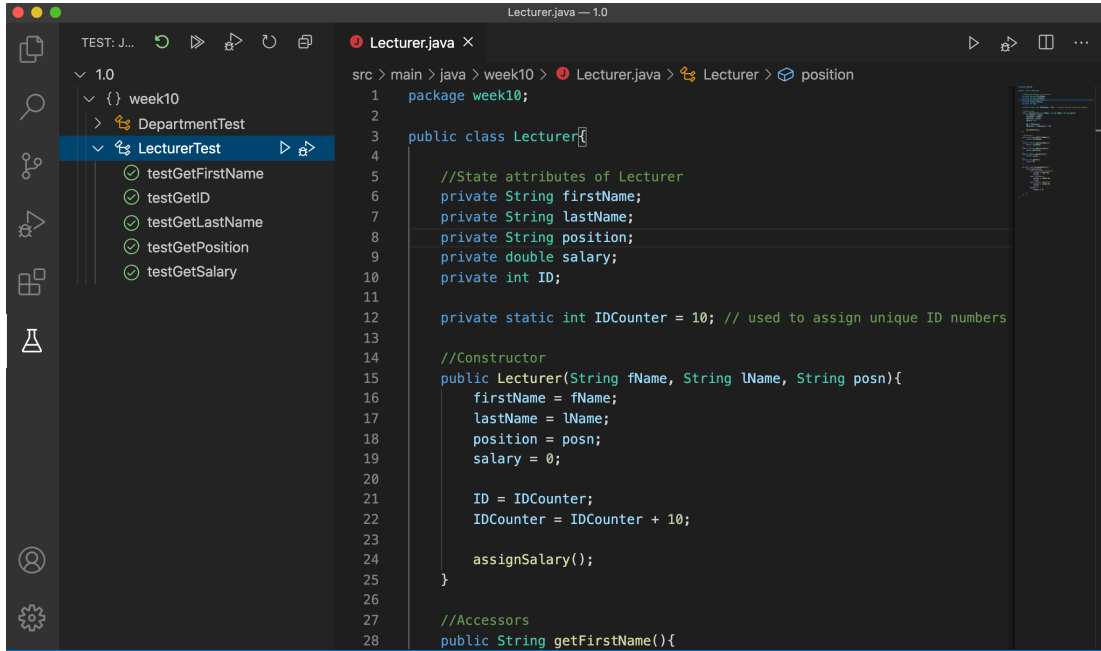 Lecturer.java — 1.0
TEST: J...
1.0
{} week10
DepartmentTest
LecturerTest
testGetFirstName
testGetID
testGetLastName
testGetPosition
testGetSalary
Lecturer.java
src > main > java > week10 > Lecturer.java > Lecturer > position
1 package week10;
2
3 public class Lecturer{
4
5 //State attributes of Lecturer
6 private String firstName;
7 private String lastName;
8 private String position;
9 private double salary;
10 private int ID;
11
12 private static int IDCounter = 10; // used to assign unique ID numbers
13
14 //Constructor
15 public Lecturer(String fName, String lName, String posn){
16 firstName = fName;
17 lastName = lName;
18 position = posn;
19 salary = 0;
20
21 ID = IDCounter;
22 IDCounter = IDCounter + 10;
23
24 assignSalary();
25 }
26
27 //Accessors
28 public String getFirstName(){